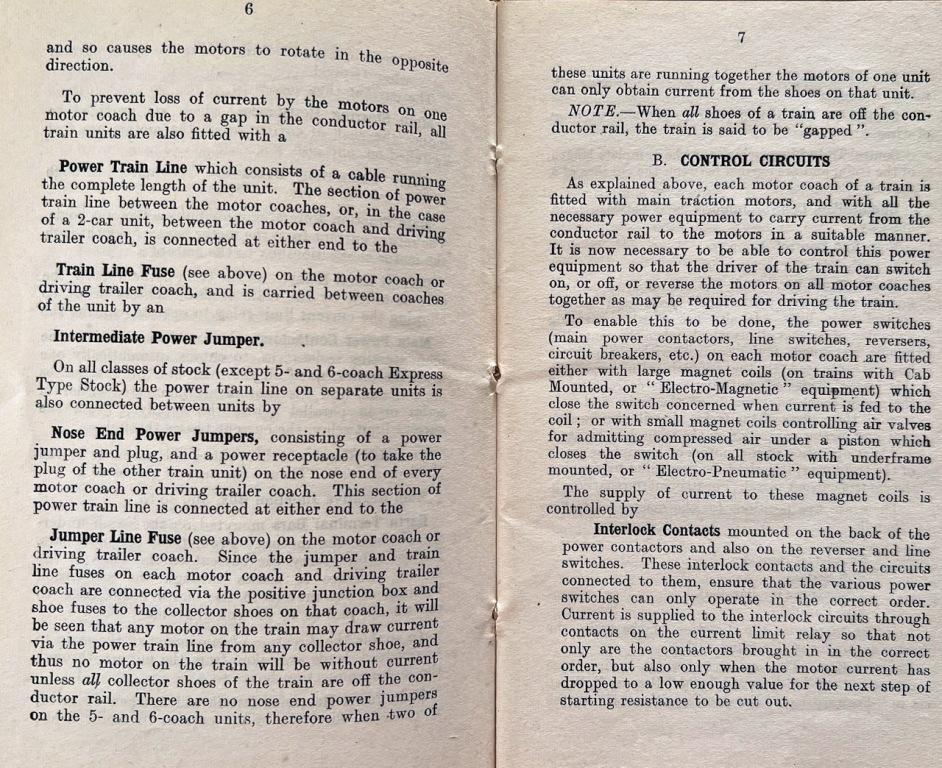 6
and so causes the motors to rotate in the opposite
direction.
To prevent loss of current by the motors on one
motor coach due to a gap in the conductor rail, all
train units are also fitted with a
Power Train Line which consists of a cable running
the complete length of the unit. The section of power
train line between the motor coaches, or, in the case
of a 2-car unit, between the motor coach and driving
trailer coach, is connected at either end to the
Train Line Fuse (see above) on the motor coach or
driving trailer coach, and is carried between coaches
of the unit by an
Intermediate Power Jumper.
On all classes of stock (except 5- and 6-coach Express
Type Stock) the power train line on separate units is
also connected between units by
Nose End Power Jumpers, consisting of a power
jumper and plug, and a power receptacle (to take the
plug of the other train unit) on the nose end of every
motor coach or driving trailer coach. This section of
power train line is connected at either end to the
Jumper Line Fuse (see above) on the motor coach or
driving trailer coach. Since the jumper and train
line fuses on each motor coach and driving trailer
coach are connected via the positive junction box and
shoe fuses to the collector shoes on that coach, it will
be seen that any motor on the train may draw current
via the power train line from any collector shoe, and
thus no motor on the train will be without current
unless all collector shoes of the train are off the con-
ductor rail. There are no nose end power jumpers
on the 5- and 6-coach units, therefore when two of
7
these units are running together the motors of one unit
can only obtain current from the shoes on that unit.
NOTE.—When all shoes of a train are off the con-
ductor rail, the train is said to be "gapped ".
B. CONTROL CIRCUITS
As explained above, each motor coach of a train is
fitted with main traction motors, and with all the
necessary power equipment to carry current from the
conductor rail to the motors in a suitable manner.
It is now necessary to be able to control this power
equipment so that the driver of the train can switch
on, or off, or reverse the motors on all motor coaches
together as may be required for driving the train.
To enable this to be done, the power switches
(main power contactors, line switches, reversers,
circuit breakers, etc.) on each motor coach are fitted
either with large magnet coils (on trains with Cab
Mounted, or " Electro-Magnetic " equipment) which
close the switch concerned when current is fed to the
coil ; or with small magnet coils controlling air valves
for admitting compressed air under a piston which
closes the switch (on all stock with underframe
mounted, or " Electro-Pneumatic " equipment).
The supply of current to these magnet coils is
controlled by
Interlock Contacts mounted on the back of the
power contactors and also on the reverser and line
switches. These interlock contacts and the circuits
connected to them, ensure that the various power
switches can only operate in the correct order.
Current is supplied to the interlock circuits through
contacts on the current limit relay so that not
only are the contactors brought in in the correct
order, but also only when the motor current has
dropped to a low enough value for the next step of
starting resistance to be cut out.